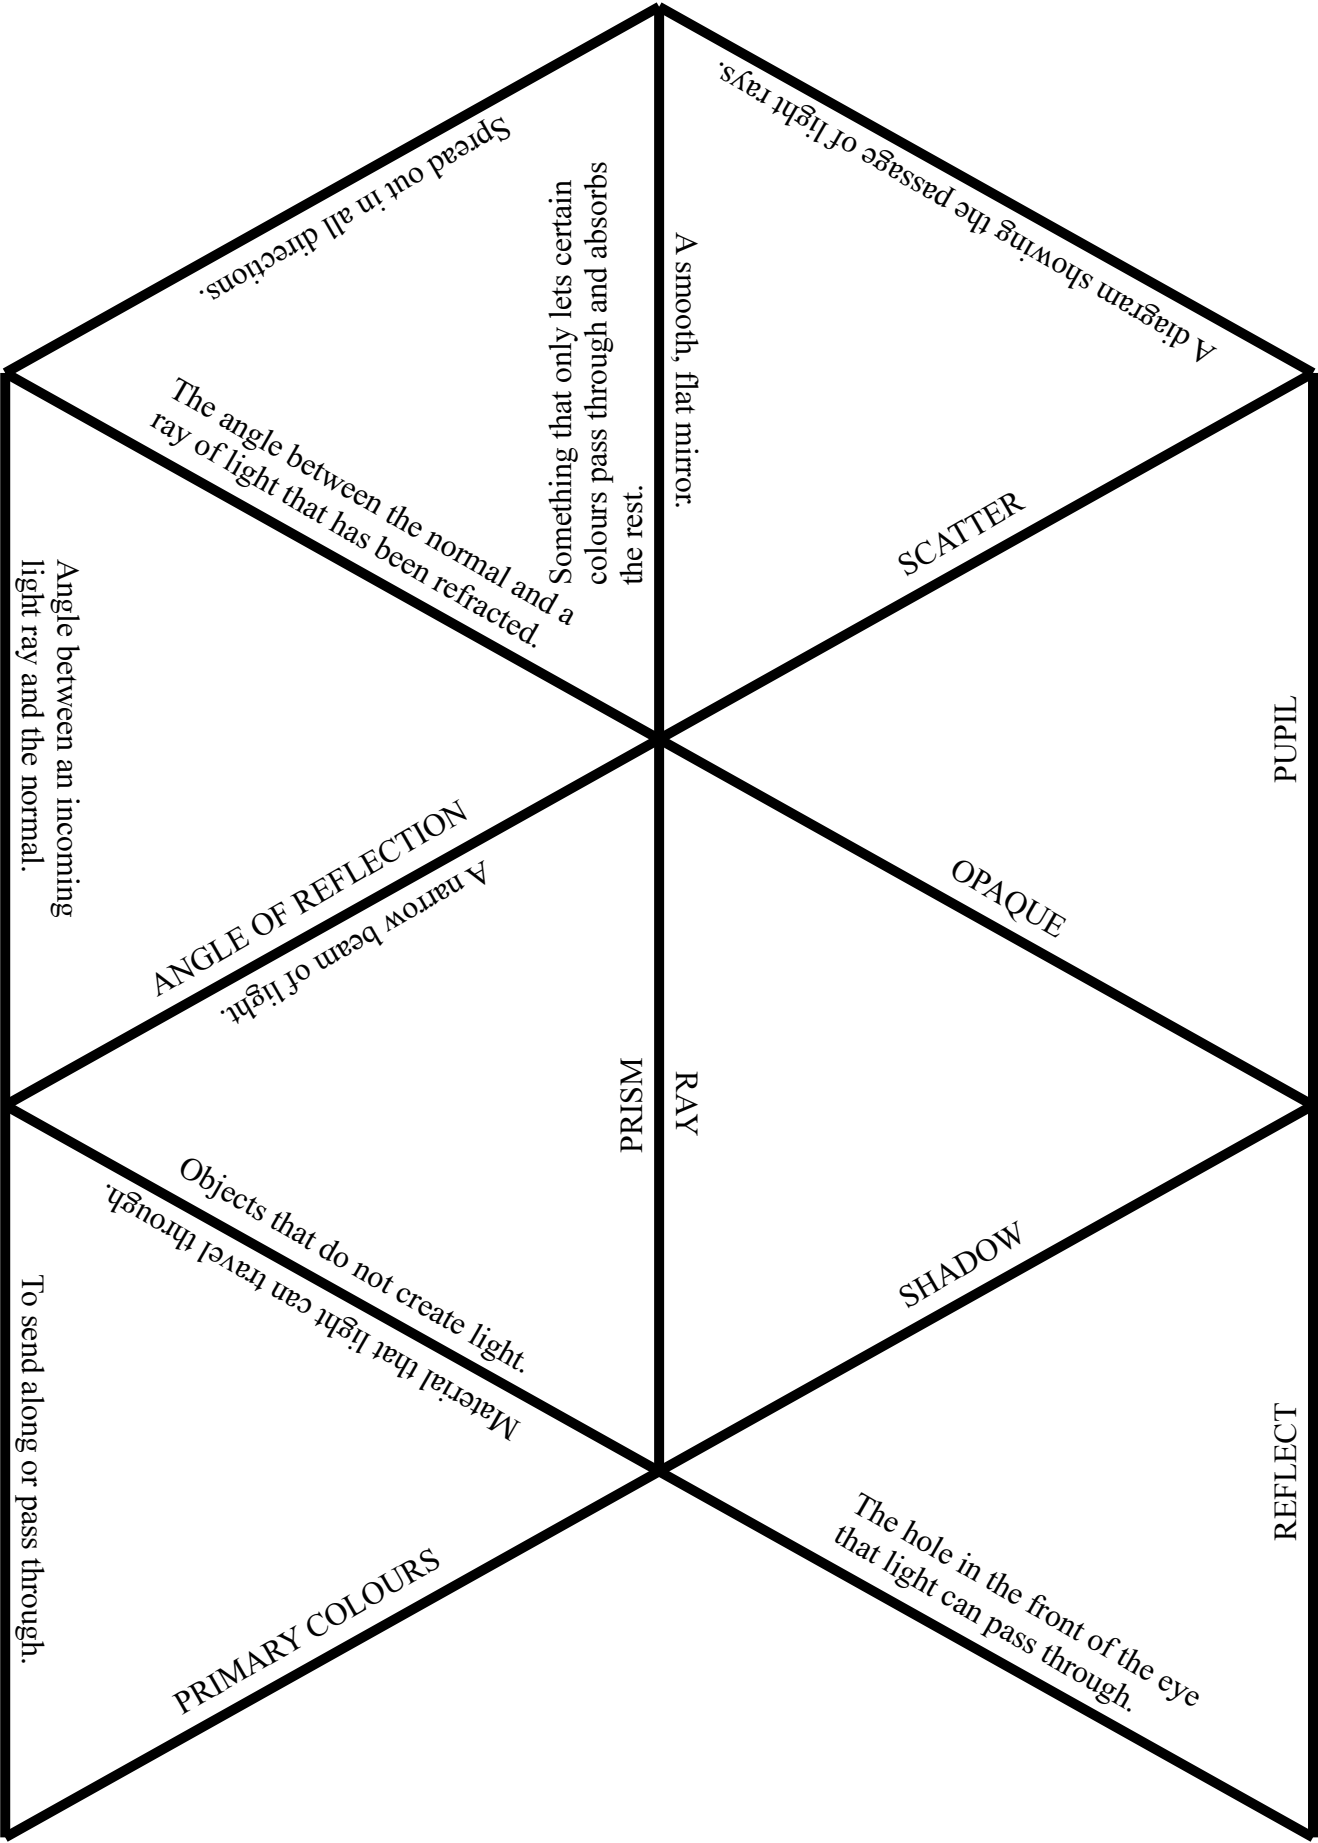 Spread out in all directions.
A diagram showing the passage of light rays.
Something that only lets certain
colours pass through and absorbs
the rest.
A smooth, flat mirror.
The angle between the normal and a
ray of light that has been refracted.
SCATTER
Angle between an incoming
light ray and the normal.
PUPIL
ANGLE OF REFLECTION
A narrow beam of light.
OPAQUE
PRISM
RAY
Objects that do not create light.
Material that light can travel through.
SHADOW
To send along or pass through.
REFLECT
PRIMARY COLOURS
The hole in the front of the eye
that light can pass through.